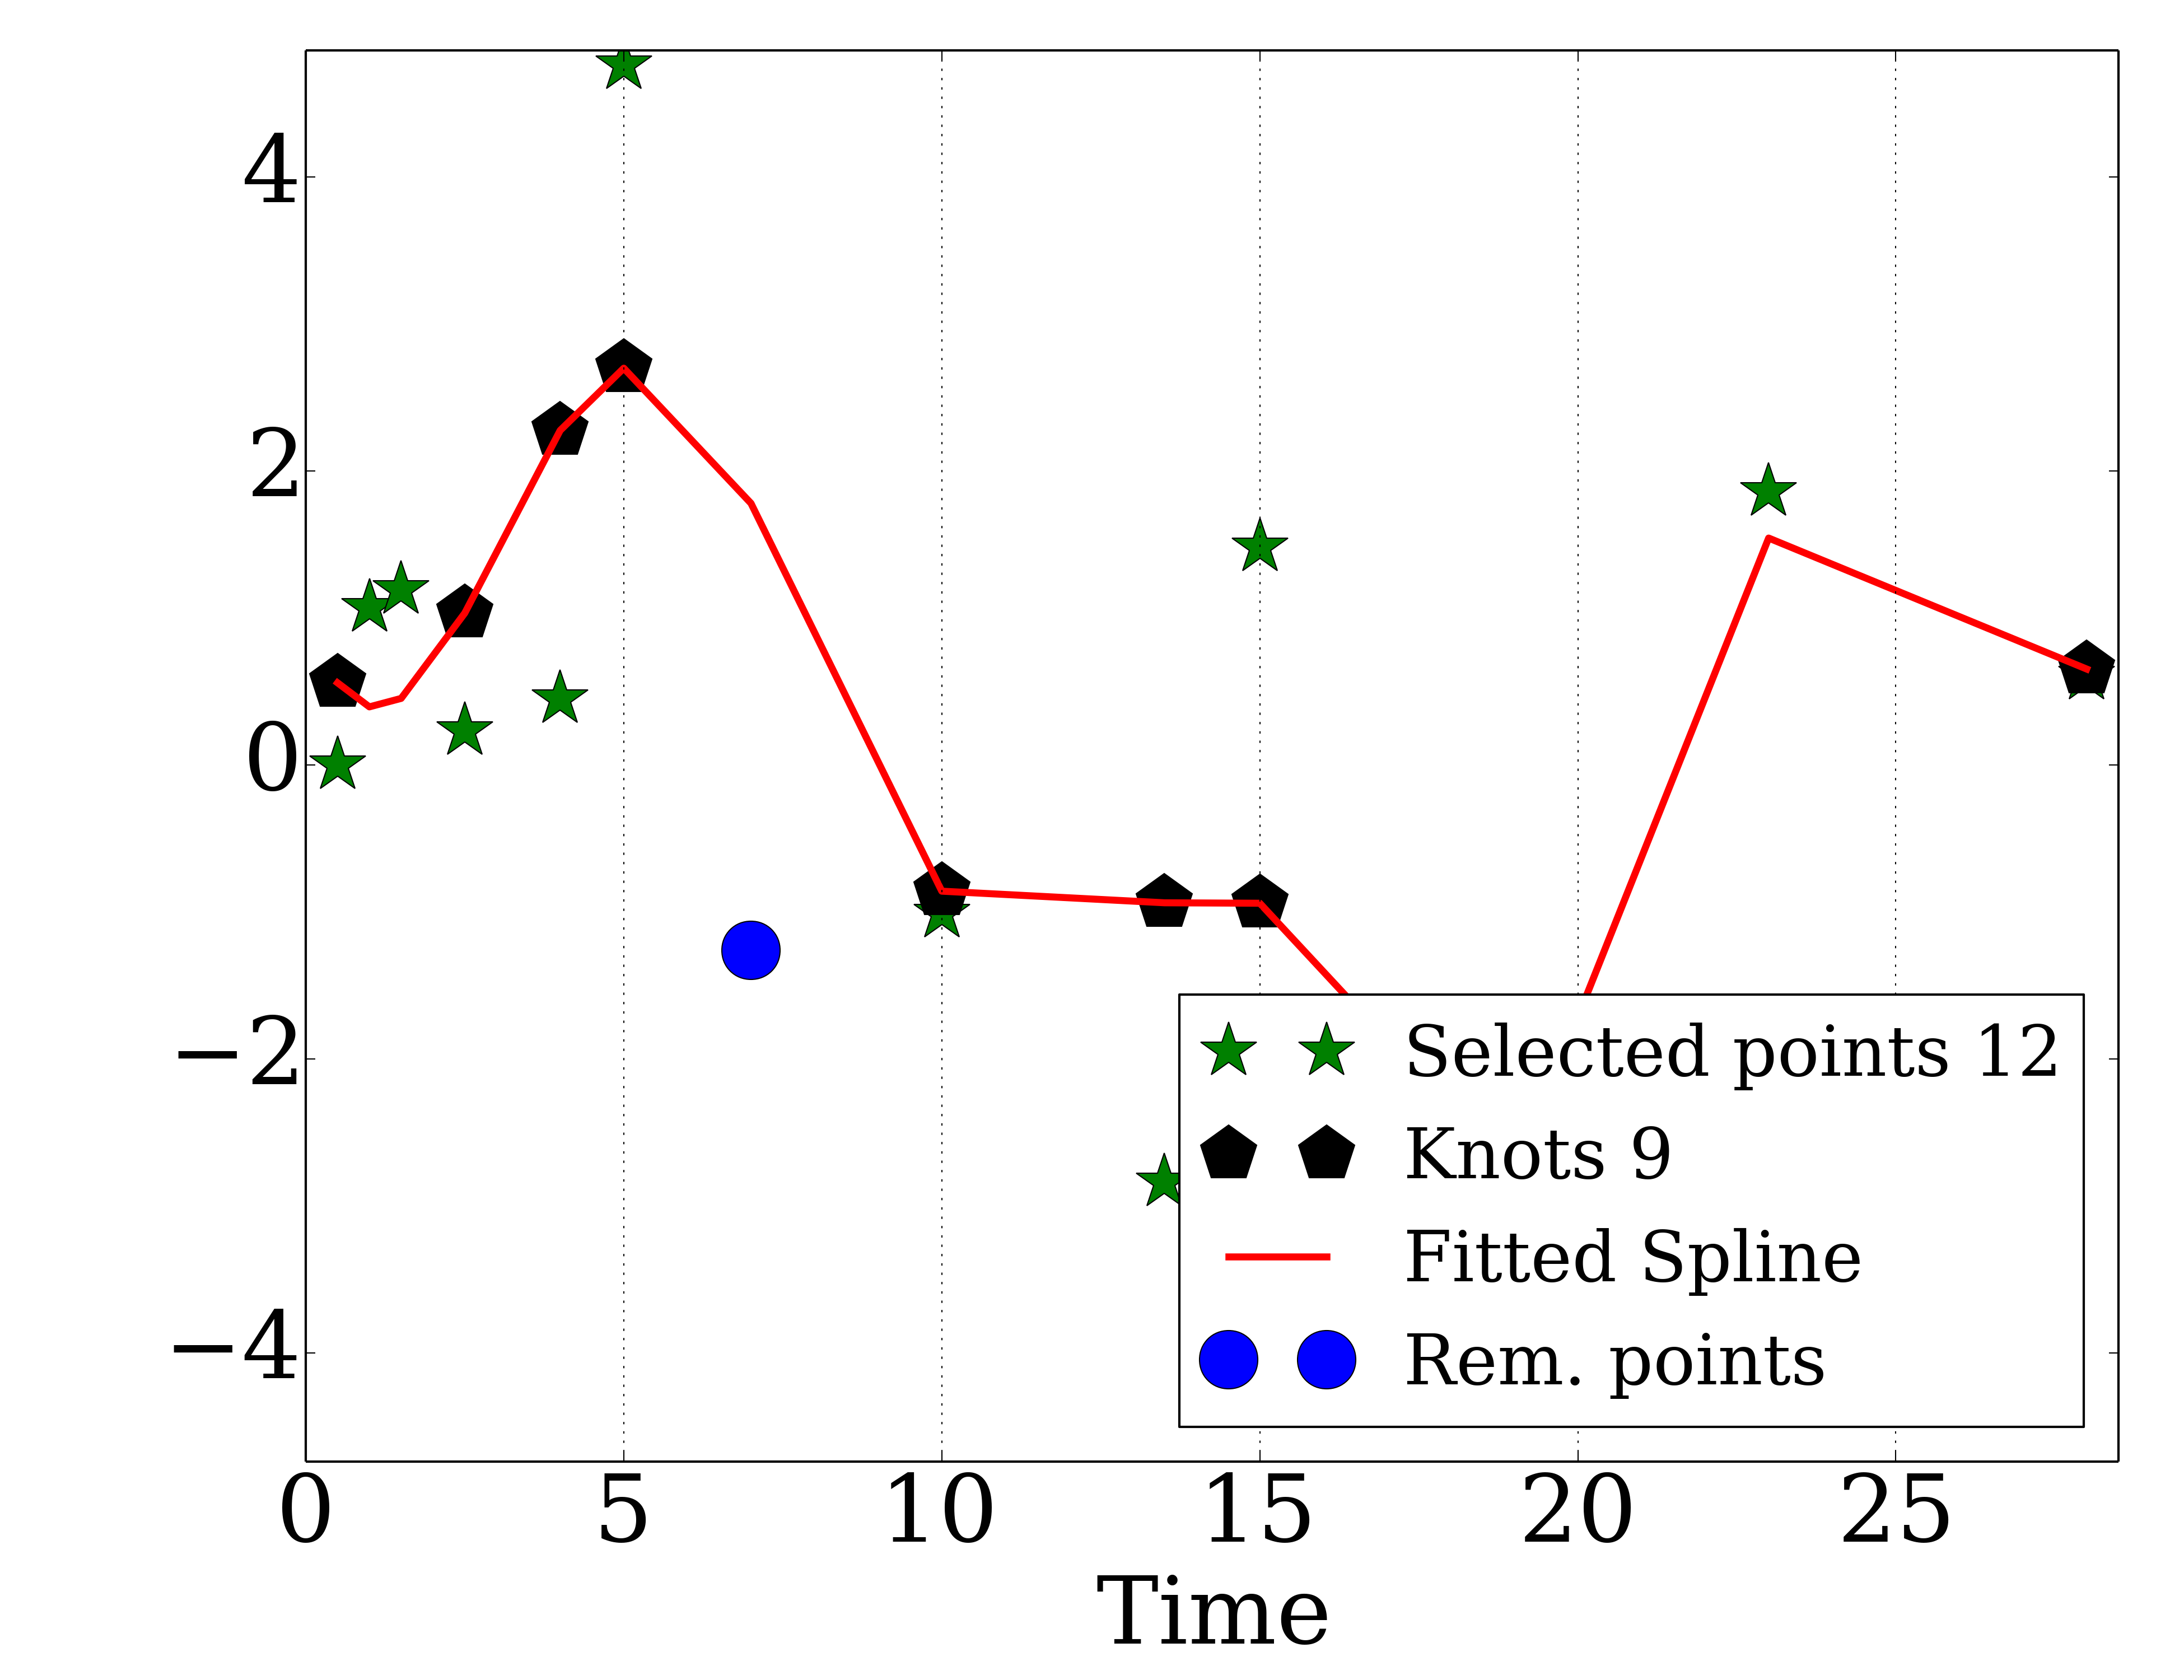 4
2
0
−2
−4
Selected points 12
Knots 9
Fitted Spline
Rem. points
0 5 10 15 20 25
Time